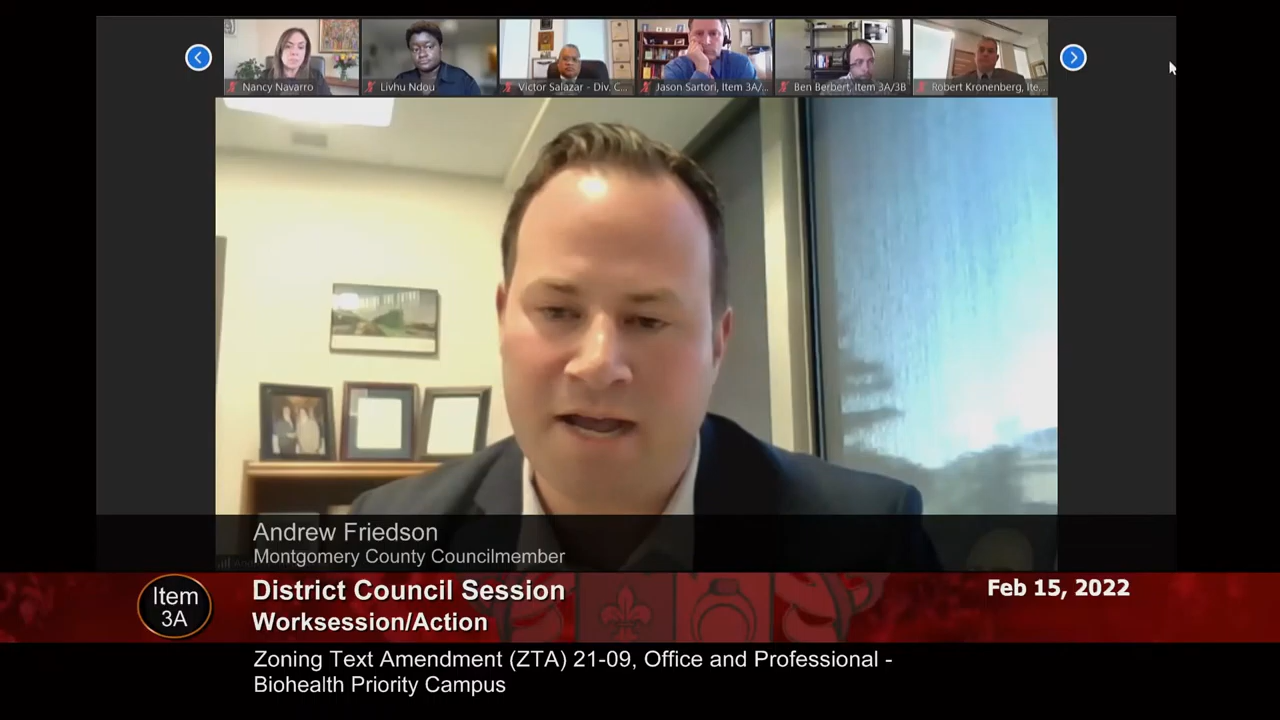 Nancy Navarro
Livhu Ndou
Victor Salazar - Div. C...
Jason Sartori, Item 3A/...
Ben Berbert, Item 3A/3B
Robert Kronenberg, Ite...
Andrew Friedson
Montgomery County Councilmember
Item
3A
District Council Session
Worksession/Action
Feb 15, 2022
Zoning Text Amendment (ZTA) 21-09, Office and Professional -
Biohealth Priority Campus